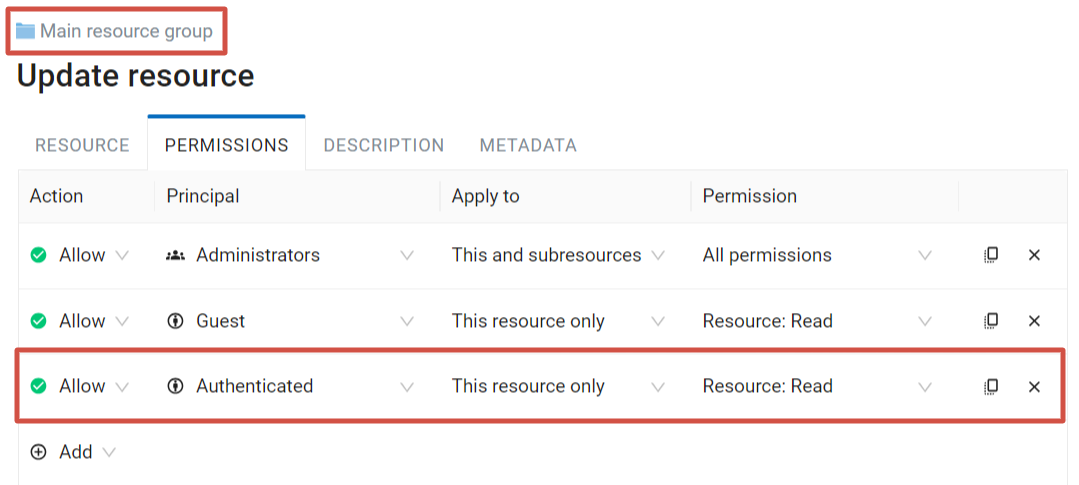 Main resource group
Update resource
RESOURCE PERMISSIONS DESCRIPTION METADATA
Action Principal Apply to Permission
Allow Administrators This and subresources All permissions
Allow Guest This resource only Resource: Read
Allow Authenticated This resource only Resource: Read
Add